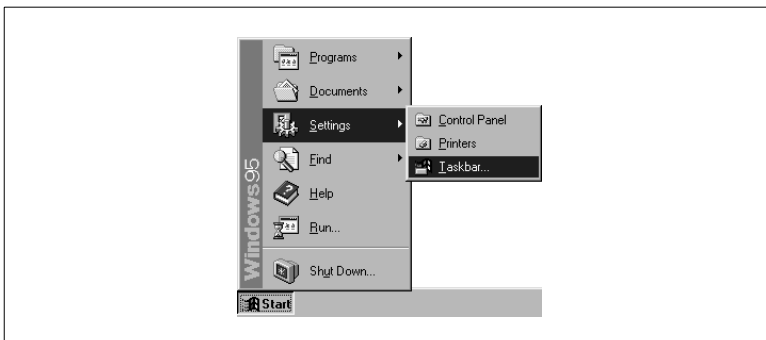 Programs
Documents
Settings
Control Panel
Printers
Taskbar...
Find
Help
Run...
Shut Down...
Windows95
Start